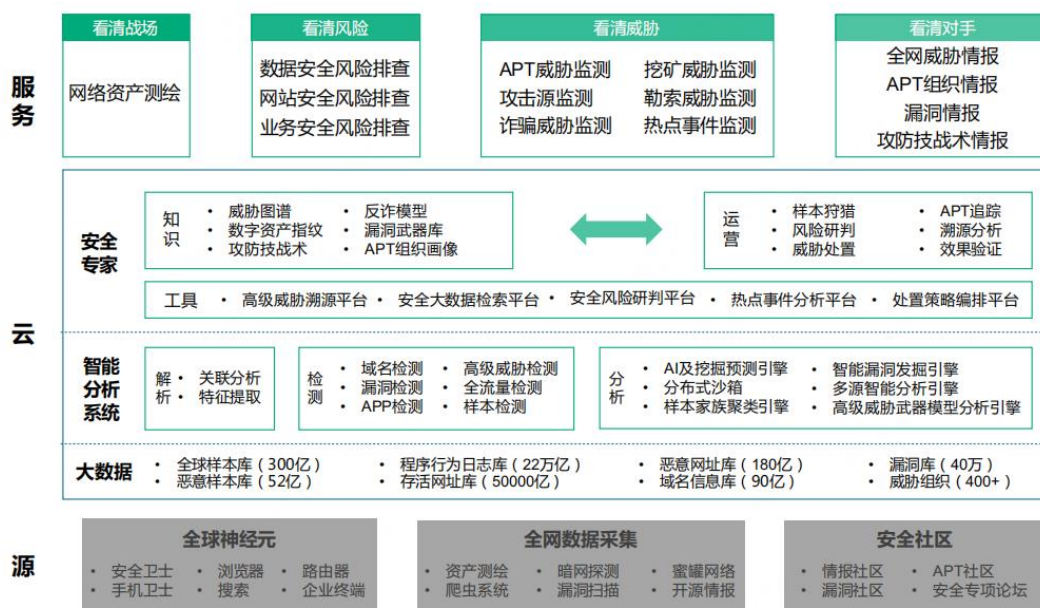 服务
看清战场
网络资产测绘
看清风险
数据安全风险排查
网站安全风险排查
业务安全风险排查
看清威胁
APT威胁监测 挖矿威胁监测
攻击源监测 勒索威胁监测
诈骗威胁监测 热点事件监测
看清对手
全网威胁情报
APT组织情报
漏洞情报
攻防技战术情报
云
安全专家
知识
• 威胁图谱 • 反诈模型
• 数字资产指纹 • 漏洞武器库
• 攻防技战术 • APT组织画像
运营
• 样本狩猎 • APT追踪
• 风险研判 • 溯源分析
• 威胁处置 • 效果验证
工具 • 高级威胁溯源平台 • 安全大数据检索平台 • 安全风险研判平台 • 热点事件分析平台 • 处置策略编排平台
智能分析系统
解析
• 关联分析
• 特征提取
检测
• 域名检测 • 高级威胁检测
• 漏洞检测 • 全流量检测
• APP检测 • 样本检测
分析
• AI及挖掘预测引擎 • 智能漏洞发掘引擎
• 分布式沙箱 • 多源智能分析引擎
• 样本家族聚类引擎 • 高级威胁武器模型分析引擎
大数据
• 全球样本库（300亿） • 程序行为日志库（22万亿） • 恶意网址库（180亿） • 漏洞库（40万）
• 恶意样本库（52亿） • 存活网址库（50000亿） • 域名信息库（90亿） • 威胁组织（400+）
源
全球神经元
• 安全卫士 • 浏览器 • 路由器
• 手机卫士 • 搜索 • 企业终端
全网数据采集
• 资产测绘 • 暗网探测 • 蜜罐网络
• 爬虫系统 • 漏洞扫描 • 开源情报
安全社区
• 情报社区 • APT社区
• 漏洞社区 • 安全专项论坛